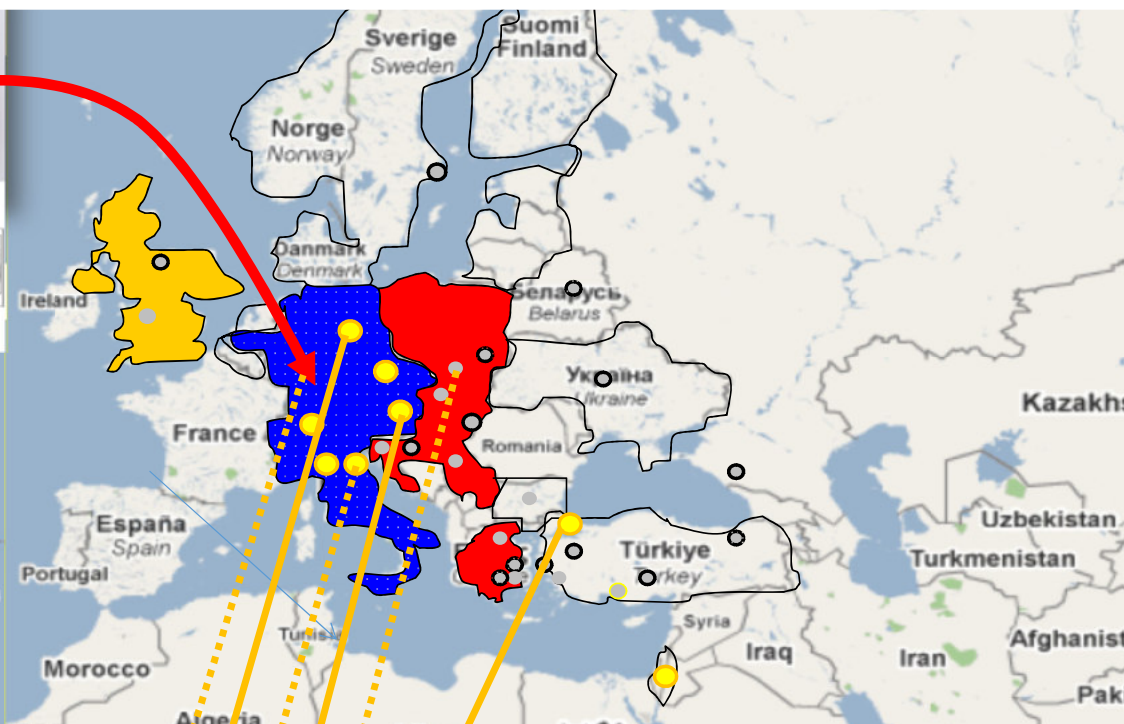 Suomi
Finland
Sverige
Sweden
Norge
Norway
Danmark
Denmark
Ireland
Беларусь
Belarus
Україна
Ukraine
Kazakhs
France
Romania
España
Spain
Portugal
Uzbekistan
Turkmenistan
Türkiye
Turkey
Syria
Iraq
Iran
Afghanist
Pak
Tunisia
Morocco
Algeria